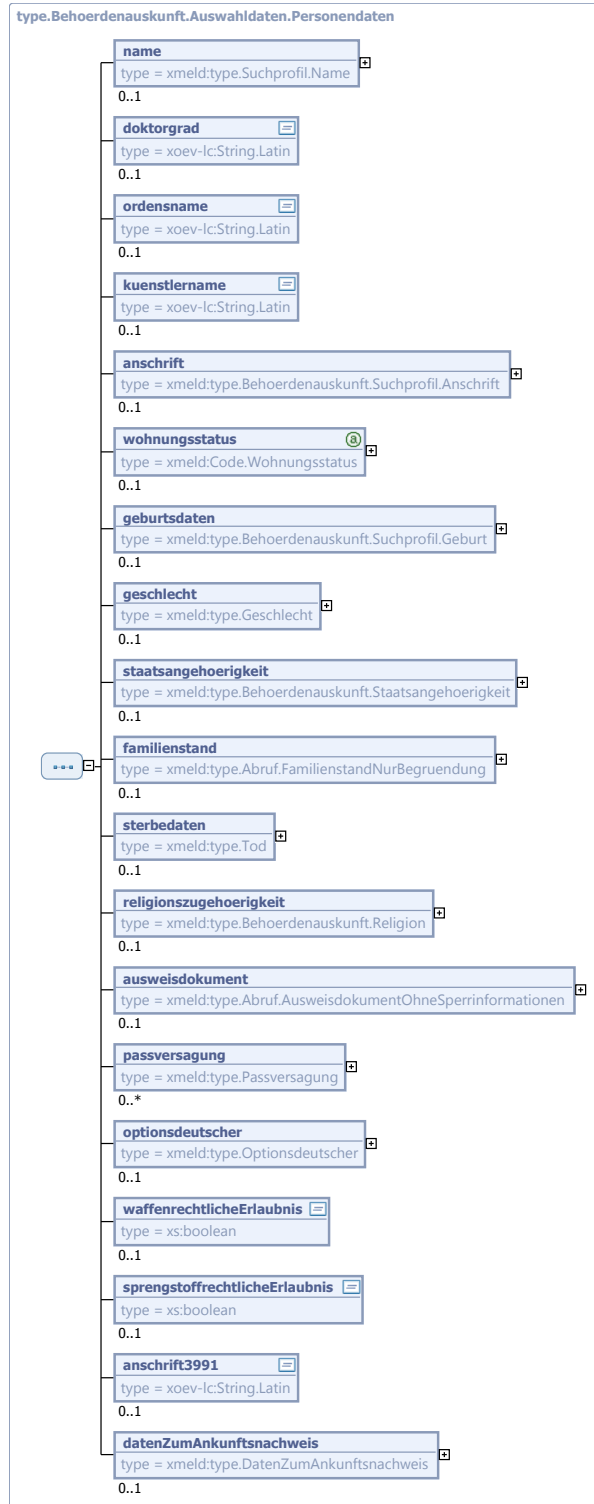 type.Behoerdenauskunft.Auswahldaten.Personendaten
name
type = xmeld:type.Suchprofil.Name
0..1
doktorgrad
type = xoev-lc:String.Latin
0..1
ordensname
type = xoev-lc:String.Latin
0..1
kuenstlername
type = xoev-lc:String.Latin
0..1
anschrift
type = xmeld:type.Behoerdenauskunft.Suchprofil.Anschrift
0..1
wohnungsstatus
a
type = xmeld:Code.Wohnungsstatus
0..1
geburtsdaten
type = xmeld:type.Behoerdenauskunft.Suchprofil.Geburt
0..1
geschlecht
type = xmeld:type.Geschlecht
0..1
staatsangehoerigkeit
type = xmeld:type.Behoerdenauskunft.Staatsangehoerigkeit
0..1
familienstand
type = xmeld:type.Abruf.FamilienstandNurBegruendung
0..1
sterbedaten
type = xmeld:type.Tod
0..1
religionszugehoerigkeit
type = xmeld:type.Behoerdenauskunft.Religion
0..1
ausweisdokument
type = xmeld:type.Abruf.AusweisdokumentOhneSperrinformationen
0..1
passversagung
type = xmeld:type.Passversagung
0..*
optionsdeutscher
type = xmeld:type.Optionsdeutscher
0..1
waffenrechtlicheErlaubnis
type = xs:boolean
0..1
sprengstoffrechtlicheErlaubnis
type = xs:boolean
0..1
anschrift3991
type = xoev-lc:String.Latin
0..1
datenZumAnkunftsnachweis
type = xmeld:type.DatenZumAnkunftsnachweis
0..1